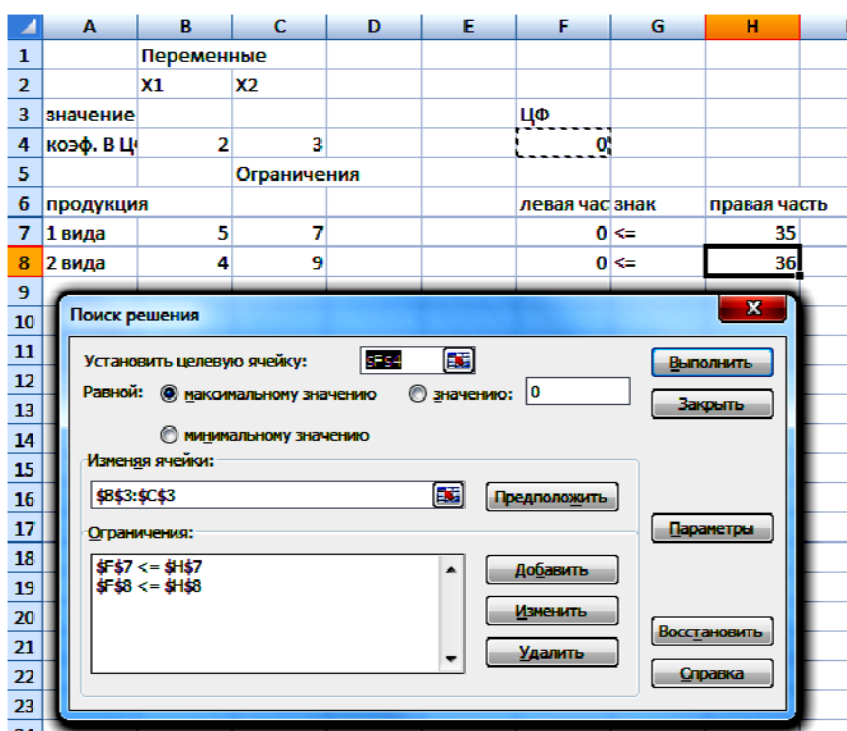 A B C D E F G H
1 Переменные
2 X1 X2
3 значение ЦФ
4 коэф. В Ц 2 3 0
5 Ограничения
6 продукция левая час знак правая часть
7 1 вида 5 7 0 <= 35
8 2 вида 4 9 0 <= 36
9
10 Поиск решения x
11 Установить целевую ячейку: $F$4 Выполнить
12 Равной: максимальному значению значению: 0
13 Закрыть
14 минимальному значению
15 Изменяя ячейки:
16 $B$3:$C$3 Предположить
17 Ограничения: Параметры
18 $F$7 <= $H$7 Добавить
19 $F$8 <= $H$8
20 Изменить
21 Удалить Восстановить
22 Справка
23